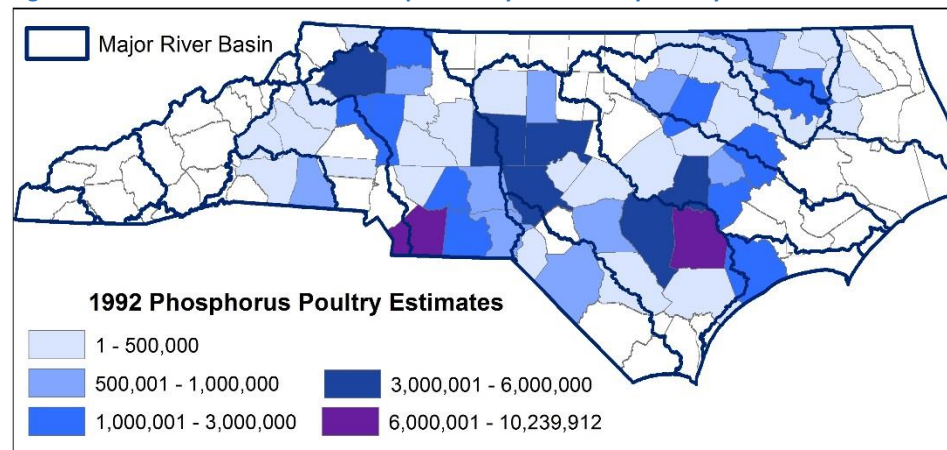 Major River Basin
1992 Phosphorus Poultry Estimates
1 - 500,000
500,001 - 1,000,000
1,000,001 - 3,000,000
3,000,001 - 6,000,000
6,000,001 - 10,239,912